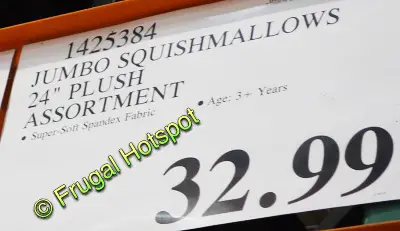 1425384
JUMBO SQUISHMALLOWS
24" PLUSH
ASSORTMENT
• Super-Soft Spandex Fabric
• Age: 3+ Years
32.99
© Frugal Hotspot